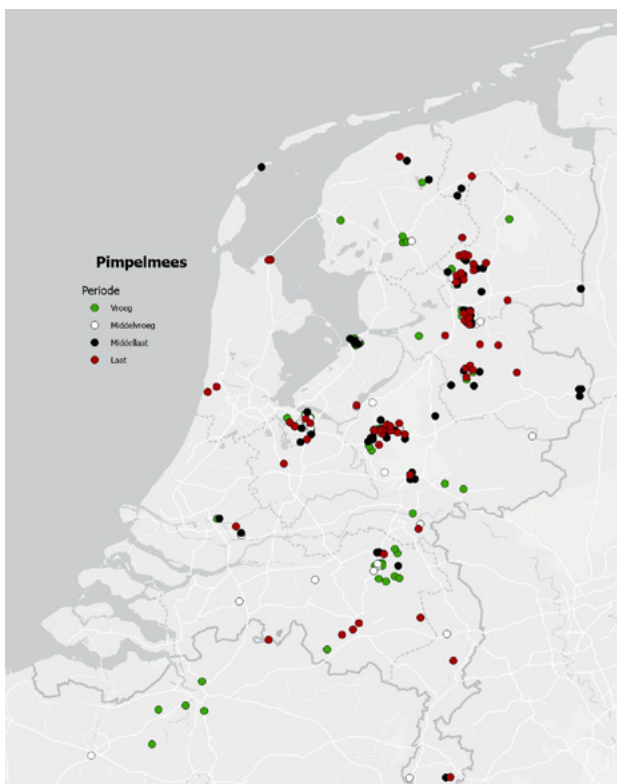 Pimpelmees
Periode
Vroeg
Middelvroeg
Middellaat
Laat